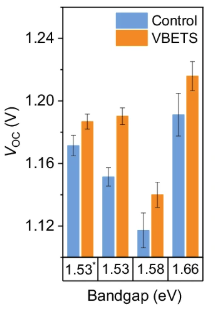 Control
VBETS
1.24
1.20
1.16
1.12
V_OC (V)
1.53* 1.53 1.58 1.66
Bandgap (eV)